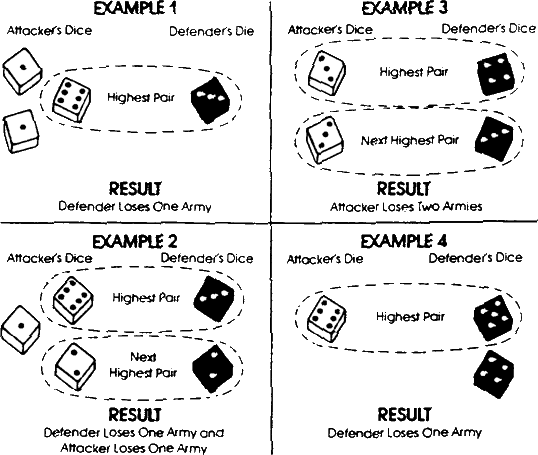 EXAMPLE 1
Attacker's Dice Defender's Die
Highest Pair
RESULT
Defender Loses One Army
EXAMPLE 3
Attacker's Dice Defender's Dice
Highest Pair
Next Highest Pair
RESULT
Attacker Loses Two Armies
EXAMPLE 2
Attacker's Dice Defender's Dice
Highest Pair
Next
Highest Pair
RESULT
Defender Loses One Army and
Attacker Loses One Army
EXAMPLE 4
Attacker's Die Defender's Dice
Highest Pair
RESULT
Defender Loses One Army